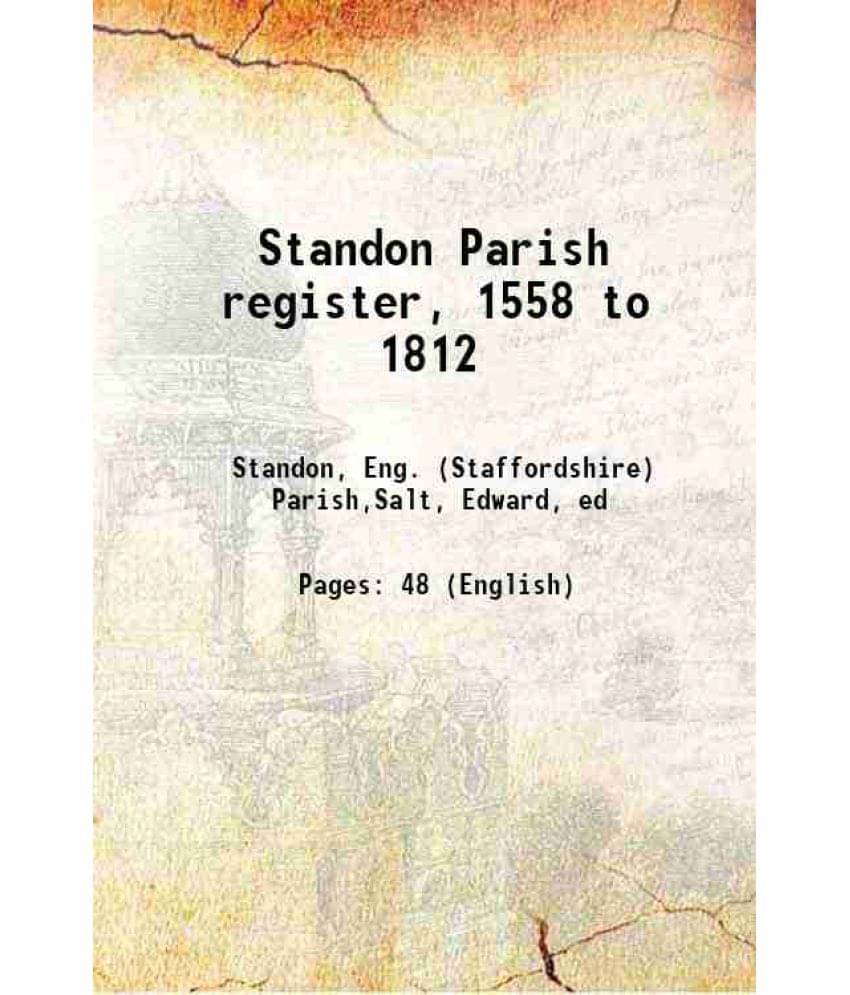 Standon Parish
register, 1558 to
1812
Standon, Eng. (Staffordshire)
Parish,Salt, Edward, ed
Pages: 48 (English)